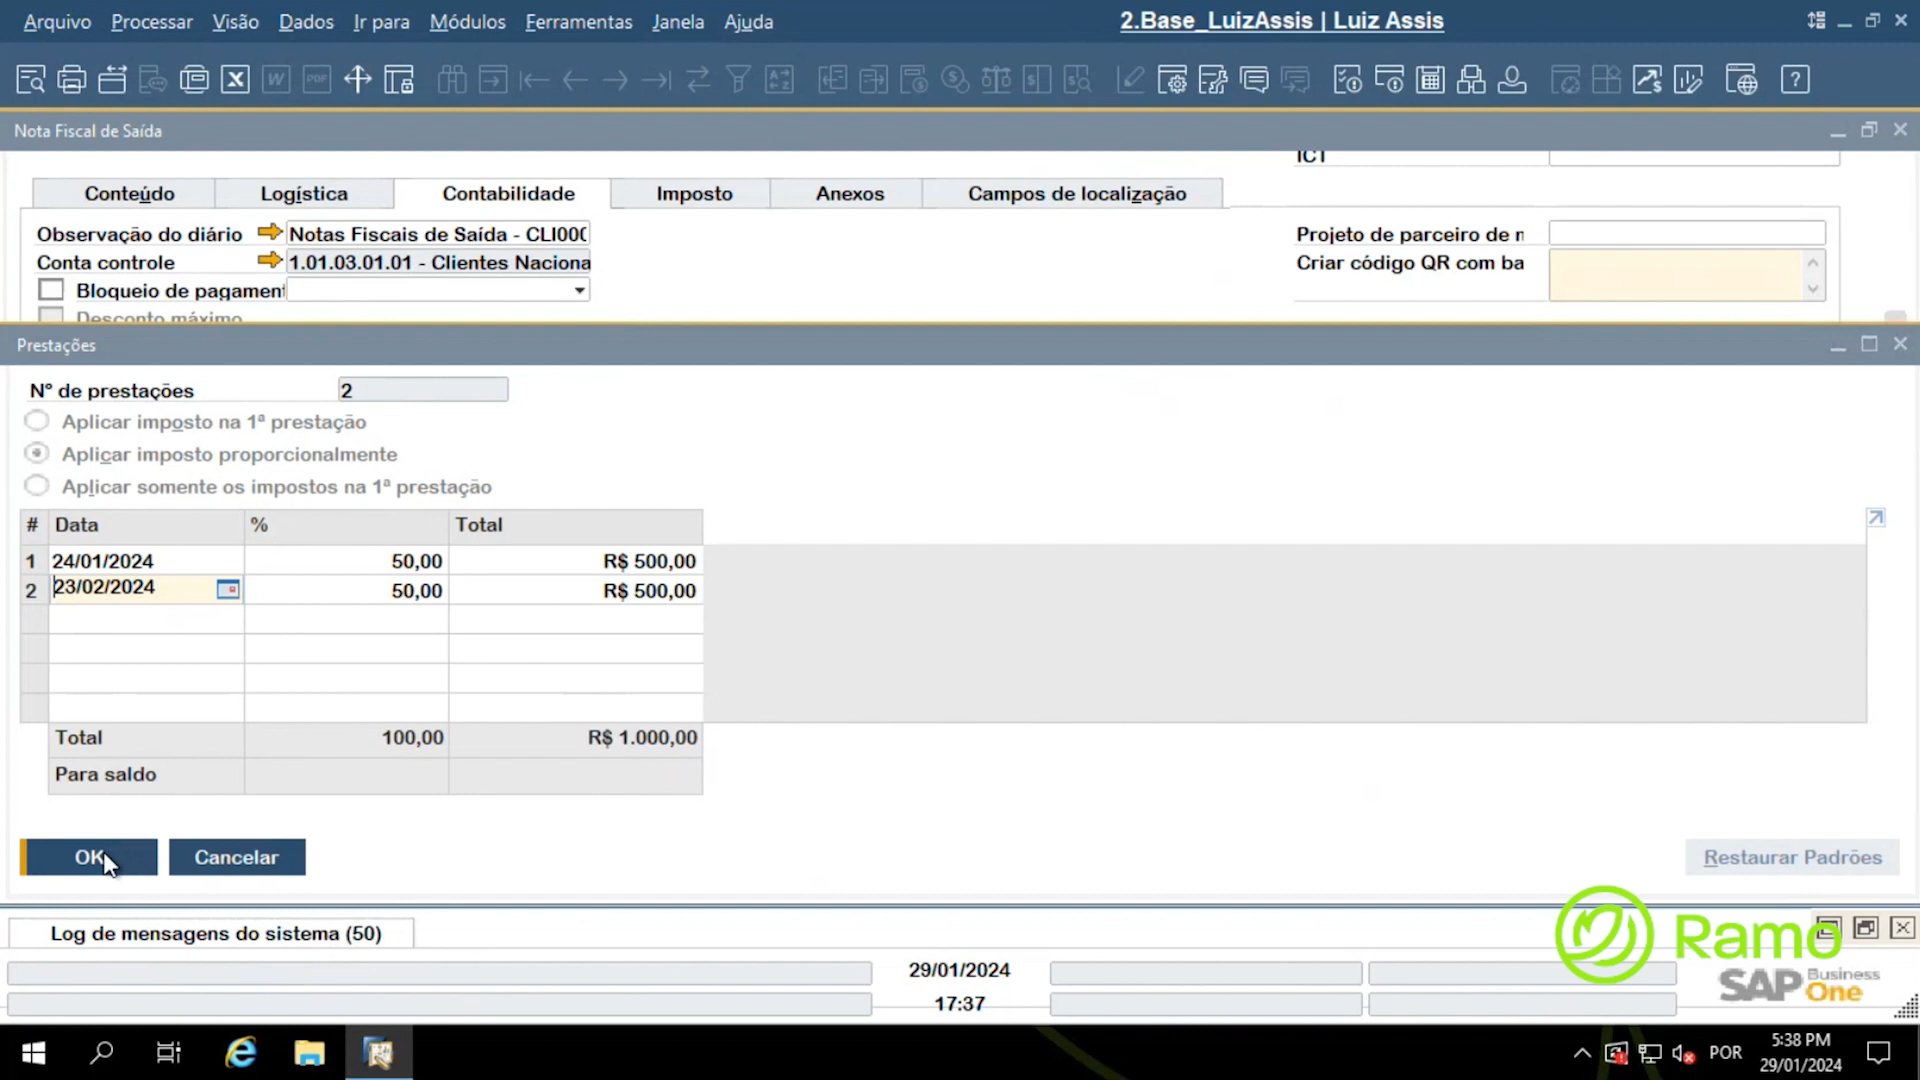 Arquivo Processar Visão Dados Ir para Módulos Ferramentas Janela Ajuda
2.Base_LuizAssis | Luiz Assis
Nota Fiscal de Saída
ICT
Conteúdo Logística Contabilidade Imposto Anexos Campos de localização
Observação do diário Notas Fiscais de Saída - CLI000 Projeto de parceiro de n
Conta controle 1.01.03.01.01 - Clientes Naciona Criar código QR com ba
Bloqueio de pagament
Desconto máximo
Prestações
N° de prestações 2
Aplicar imposto na 1ª prestação
Aplicar imposto proporcionalmente
Aplicar somente os impostos na 1ª prestação
# Data % Total
1 24/01/2024 50,00 R$ 500,00
2 23/02/2024 50,00 R$ 500,00
Total 100,00 R$ 1.000,00
Para saldo
OK Cancelar Restaurar Padrões
Log de mensagens do sistema (50)
Ramo
29/01/2024
SAP Business One
17:37
POR
5:38 PM
29/01/2024